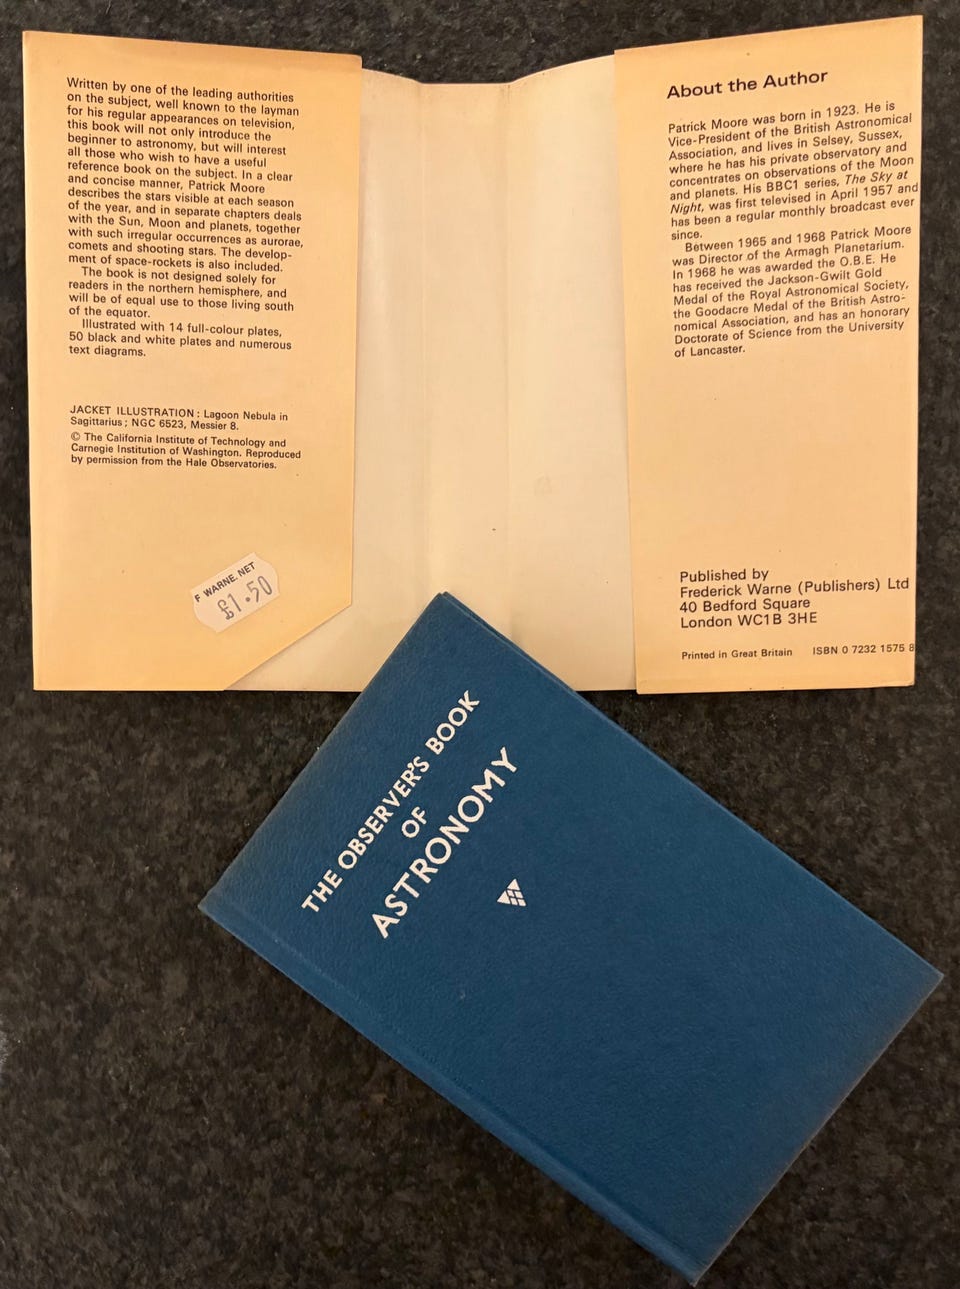 Written by one of the leading authorities
on the subject, well known to the layman
for his regular appearances on television,
this book will not only introduce the
beginner to astronomy, but will interest
all those who wish to have a useful
reference book on the subject. In a clear
and concise manner, Patrick Moore
describes the stars visible at each season
of the year, and in separate chapters deals
with the Sun, Moon and planets, together
with such irregular occurrences as aurorae,
comets and shooting stars. The develop-
ment of space-rockets is also included.
The book is not designed solely for
readers in the northern hemisphere, and
will be of equal use to those living south
of the equator.
Illustrated with 14 full-colour plates,
50 black and white plates and numerous
text diagrams.
JACKET ILLUSTRATION: Lagoon Nebula in
Sagittarius; NGC 6523, Messier 8.
© The California Institute of Technology and
Carnegie Institution of Washington. Reproduced
by permission from the Hale Observatories.
F WARNE. NET
£1·50
About the Author
Patrick Moore was born in 1923. He is
Vice-President of the British Astronomical
Association, and lives in Selsey, Sussex,
where he has his private observatory and
concentrates on observations of the Moon
and planets. His BBC1 series, The Sky at
Night, was first televised in April 1957 and
has been a regular monthly broadcast ever
since.
Between 1965 and 1968 Patrick Moore
was Director of the Armagh Planetarium.
In 1968 he was awarded the O.B.E. He
has received the Jackson-Gwilt Gold
Medal of the Royal Astronomical Society,
the Goodacre Medal of the British Astro-
nomical Association, and has an honorary
Doctorate of Science from the University
of Lancaster.
Published by
Frederick Warne (Publishers) Ltd
40 Bedford Square
London WC1B 3HE
Printed in Great Britain ISBN 0 7232 1575 8
THE OBSERVER'S BOOK
OF
ASTRONOMY